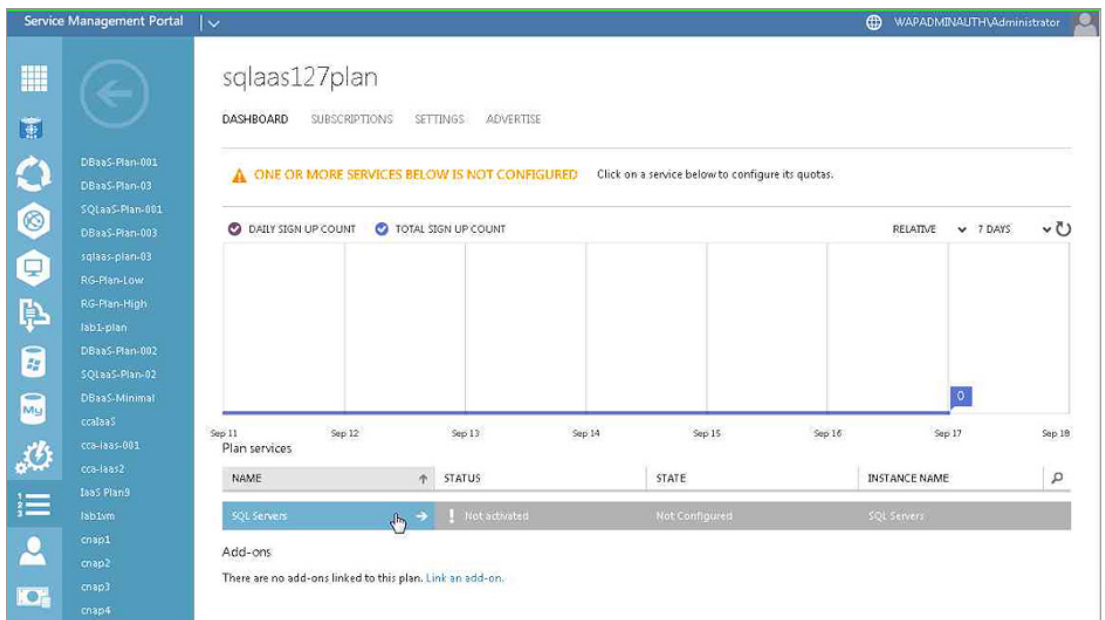 Service Management Portal
WAPADMINAUTH\Administrator
DBaaS-Plan-001
DBaaS-Plan-03
SQLaaS-Plan-001
DBaaS-Plan-003
sqlaas-plan-03
RG-Plan-Low
RG-Plan-High
lab1-plan
DBaaS-Plan-002
SQLaaS-Plan-02
DBaaS-Minimal
ccaIaaS
cca-iaas-001
cca-iaas2
IaaS Plan9
lab1vm
cnap1
cnap2
cnap3
cnap4
My
1
2
3
sqlaas127plan
DASHBOARD SUBSCRIPTIONS SETTINGS ADVERTISE
ONE OR MORE SERVICES BELOW IS NOT CONFIGURED Click on a service below to configure its quotas.
DAILY SIGN UP COUNT TOTAL SIGN UP COUNT RELATIVE 7 DAYS
0
Sep 11 Sep 12 Sep 13 Sep 14 Sep 15 Sep 16 Sep 17 Sep 18
Plan services
NAME STATUS STATE INSTANCE NAME
SQL Servers Not activated Not Configured SQL Servers
Add-ons
There are no add-ons linked to this plan. Link an add-on.